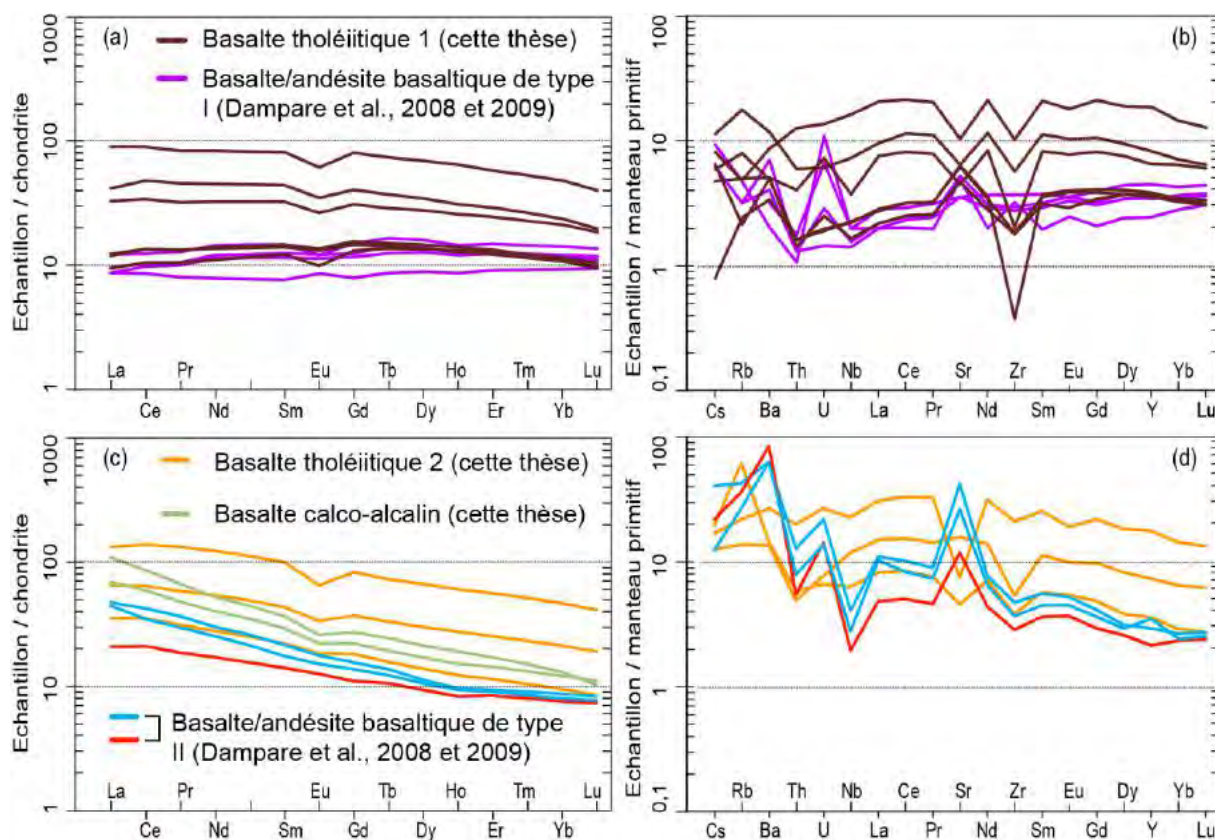 (a)
Basalte tholéiitique 1 (cette thèse)
Basalte/andésite basaltique de type
I (Dampare et al., 2008 et 2009)
Echantillon / chondrite
1000
100
10
1
La Pr Eu Tb Ho Tm Lu
Ce Nd Sm Gd Dy Er Yb
(b)
Echantillon / manteau primitif
100
10
1
0.1
Rb Th Nb Ce Sr Zr Eu Dy Yb
Cs Ba U La Pr Nd Sm Gd Y Lu
(c)
Basalte tholéiitique 2 (cette thèse)
Basalte calco-alcalin (cette thèse)
Basalte/andésite basaltique de type
II (Dampare et al., 2008 et 2009)
Echantillon / chondrite
1000
100
10
1
La Pr Eu Tb Ho Tm Lu
Ce Nd Sm Gd Dy Er Yb
(d)
Echantillon / manteau primitif
100
10
1
0.1
Rb Th Nb Ce Sr Zr Eu Dy Yb
Cs Ba U La Pr Nd Sm Gd Y Lu